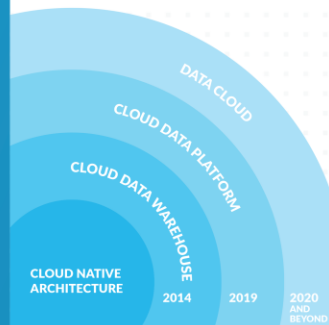 DATA CLOUD
CLOUD DATA PLATFORM
CLOUD DATA WAREHOUSE
CLOUD NATIVE
ARCHITECTURE
2014
2019
2020
AND
BEYOND